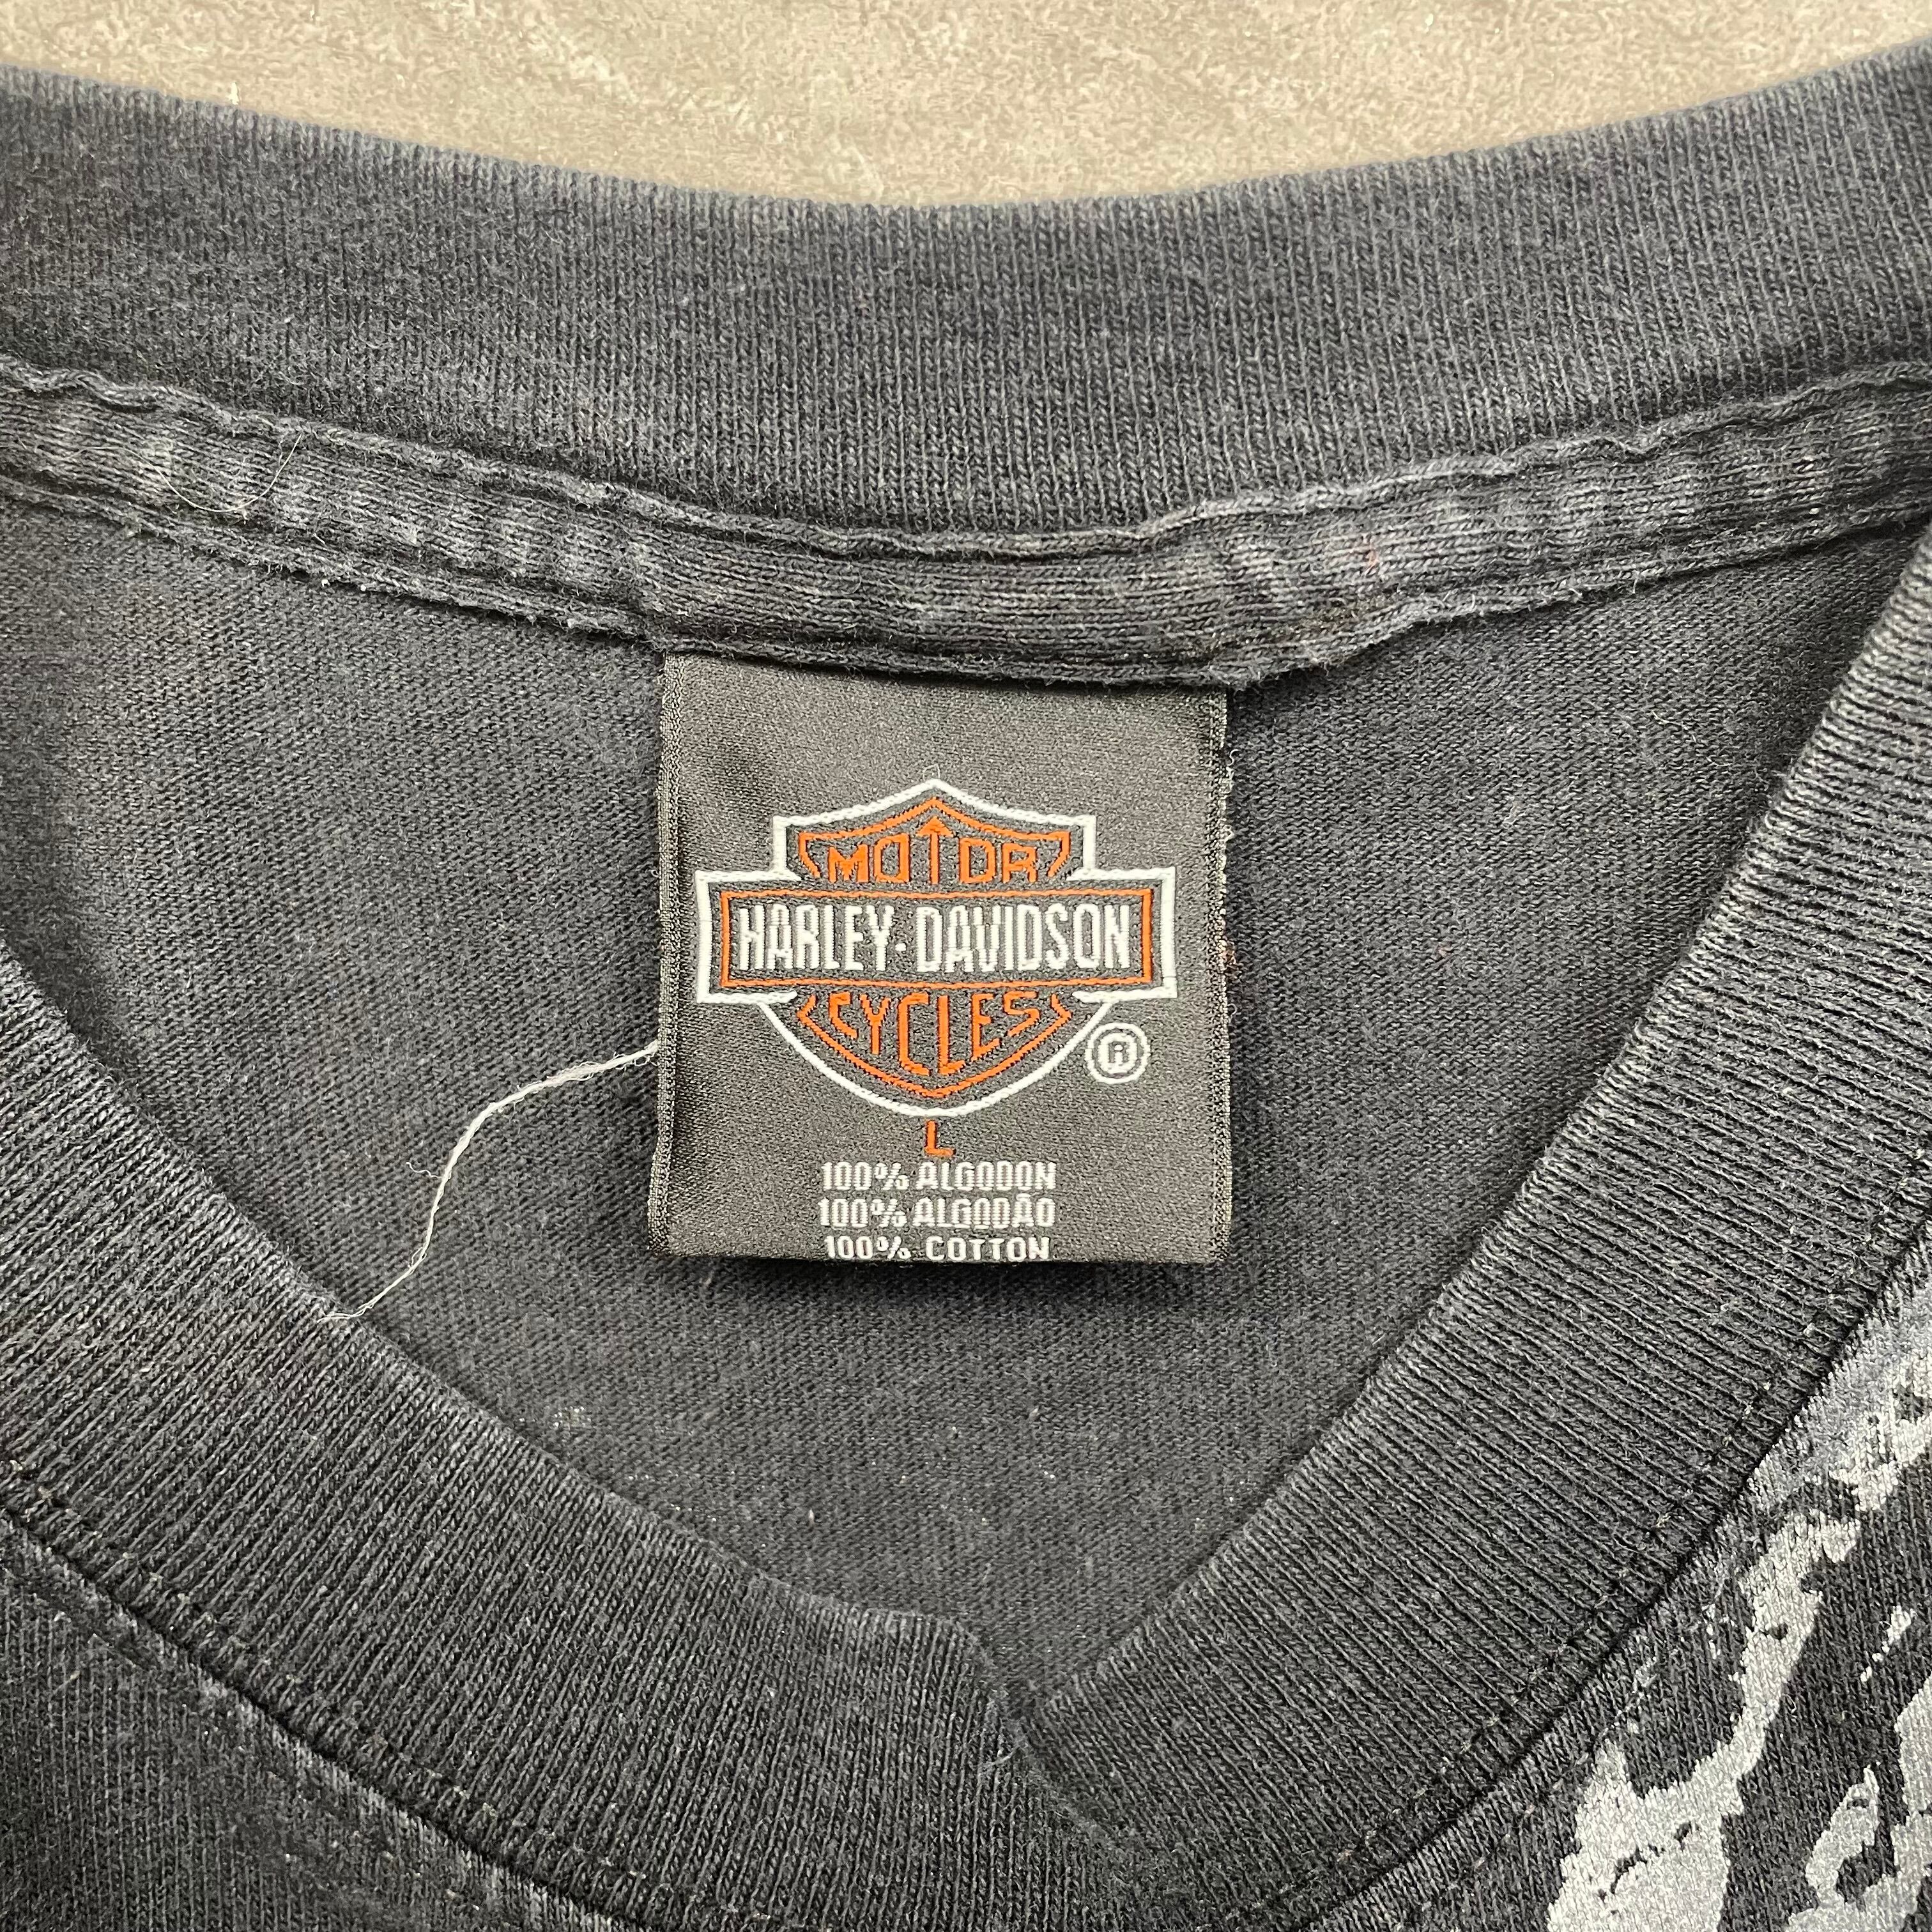 MOTOR
HARLEY-DAVIDSON
CYCLES
®
L
100% ALGODON
100% ALGODÃO
100% COTTON